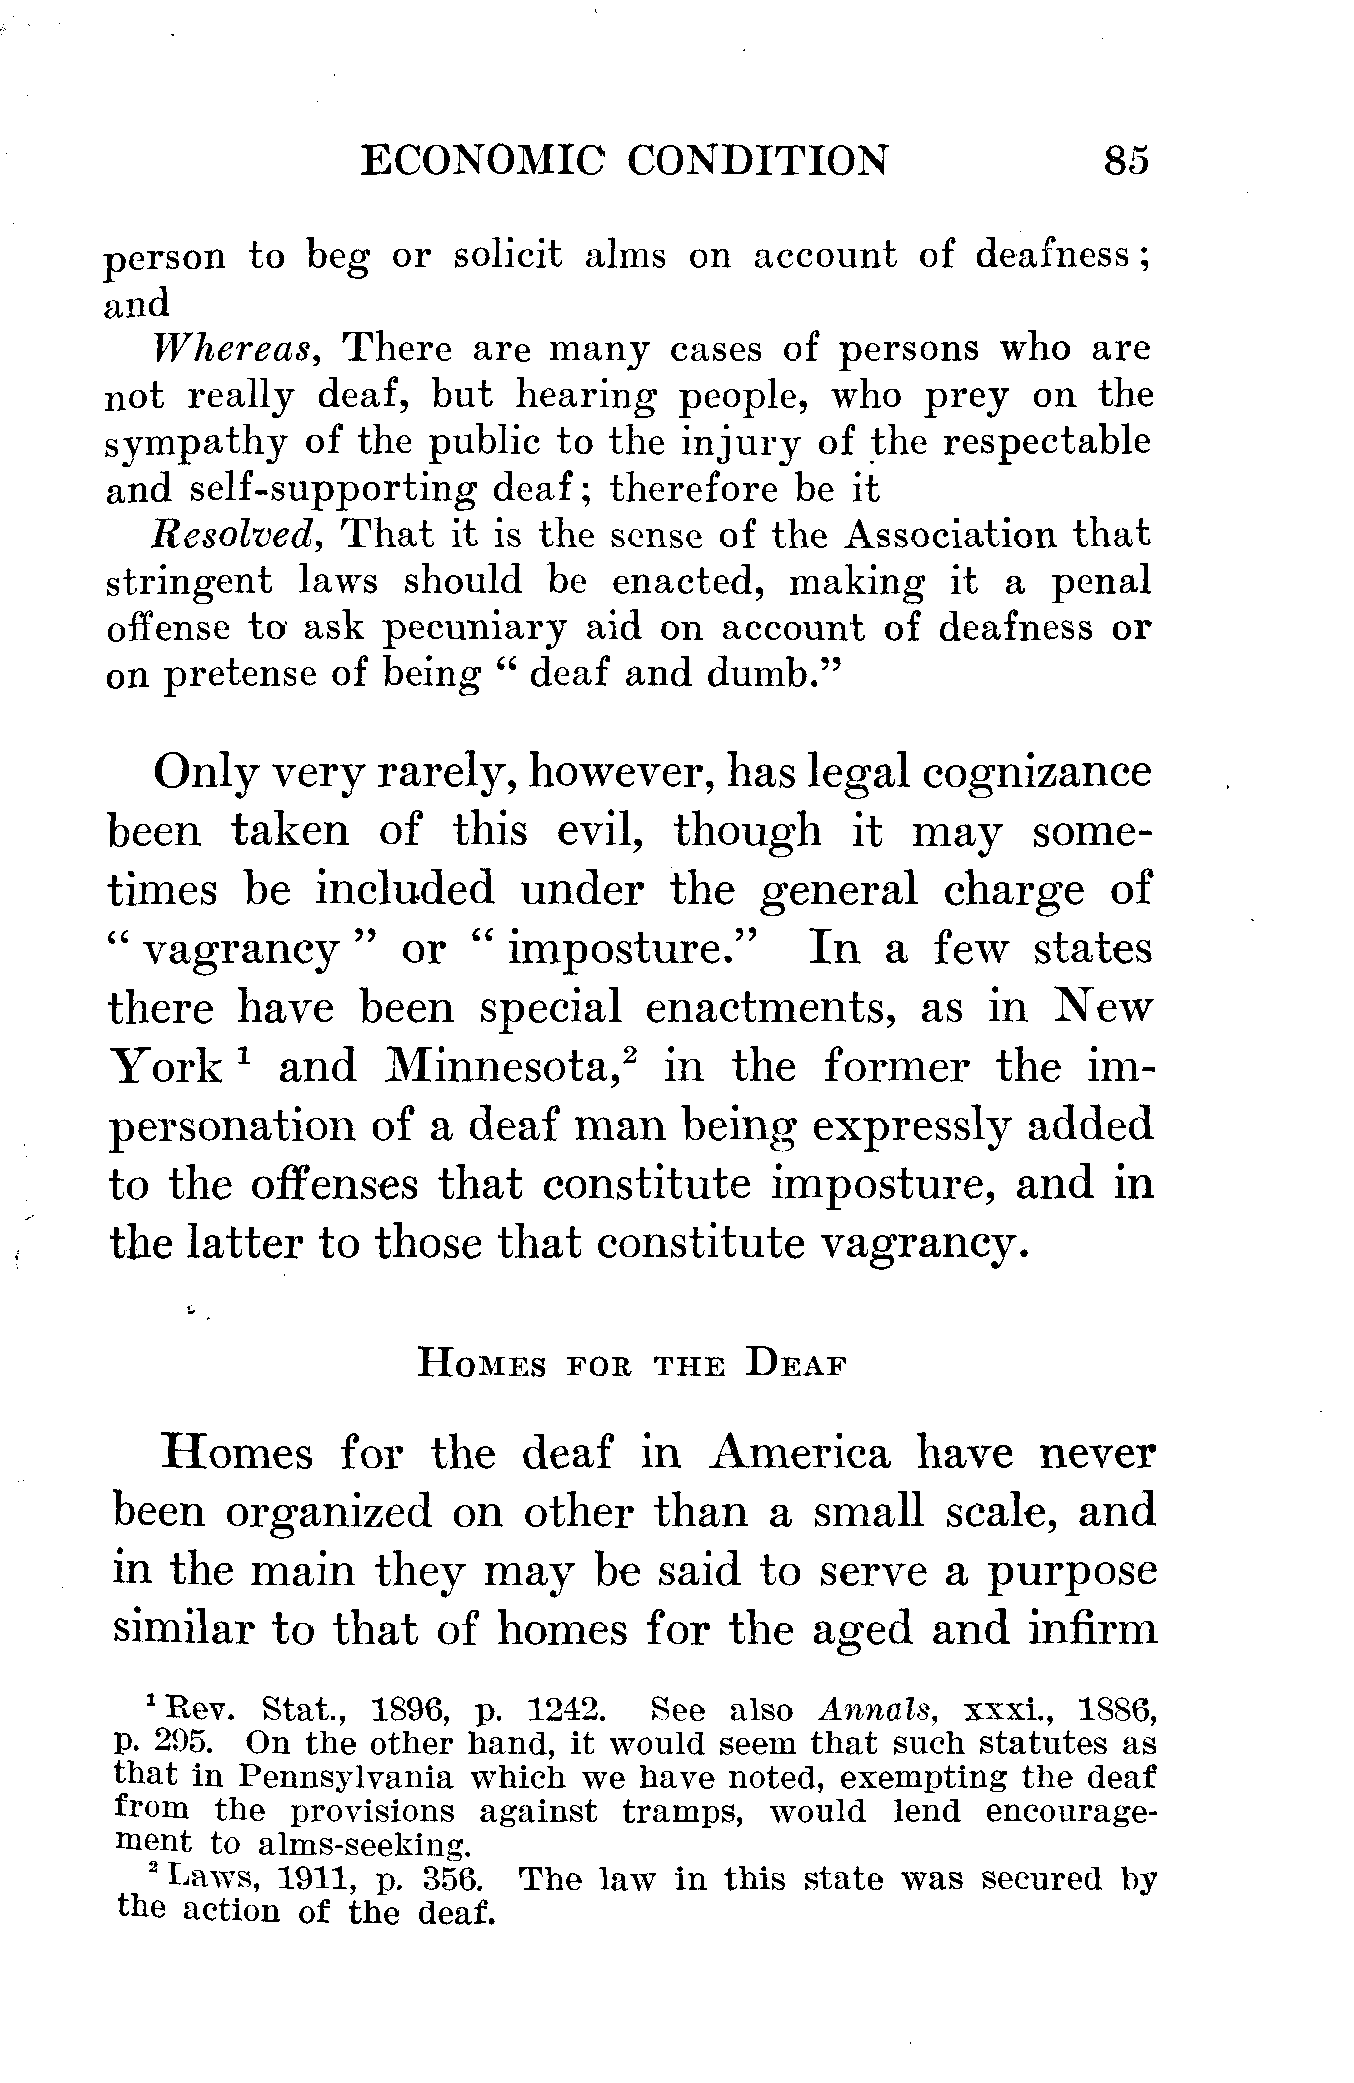 ECONOMIC CONDITION 85
person to beg or solicit alms on account of deafness;
and
Whereas, There are many cases of persons who are
not really deaf, but hearing people, who prey on the
sympathy of the public to the injury of the respectable
and self-supporting deaf; therefore be it
Resolved, That it is the sense of the Association that
stringent laws should be enacted, making it a penal
offense to ask pecuniary aid on account of deafness or
on pretense of being “ deaf and dumb.”
Only very rarely, however, has legal cognizance
been taken of this evil, though it may some-
times be included under the general charge of
“ vagrancy ” or “ imposture.” In a few states
there have been special enactments, as in New
York ¹ and Minnesota,² in the former the im-
personation of a deaf man being expressly added
to the offenses that constitute imposture, and in
the latter to those that constitute vagrancy.
Homes for the Deaf
Homes for the deaf in America have never
been organized on other than a small scale, and
in the main they may be said to serve a purpose
similar to that of homes for the aged and infirm
¹ Rev. Stat., 1896, p. 1242. See also Annals, xxxi., 1886,
p. 295. On the other hand, it would seem that such statutes as
that in Pennsylvania which we have noted, exempting the deaf
from the provisions against tramps, would lend encourage-
ment to alms-seeking.
² Laws, 1911, p. 356. The law in this state was secured by
the action of the deaf.